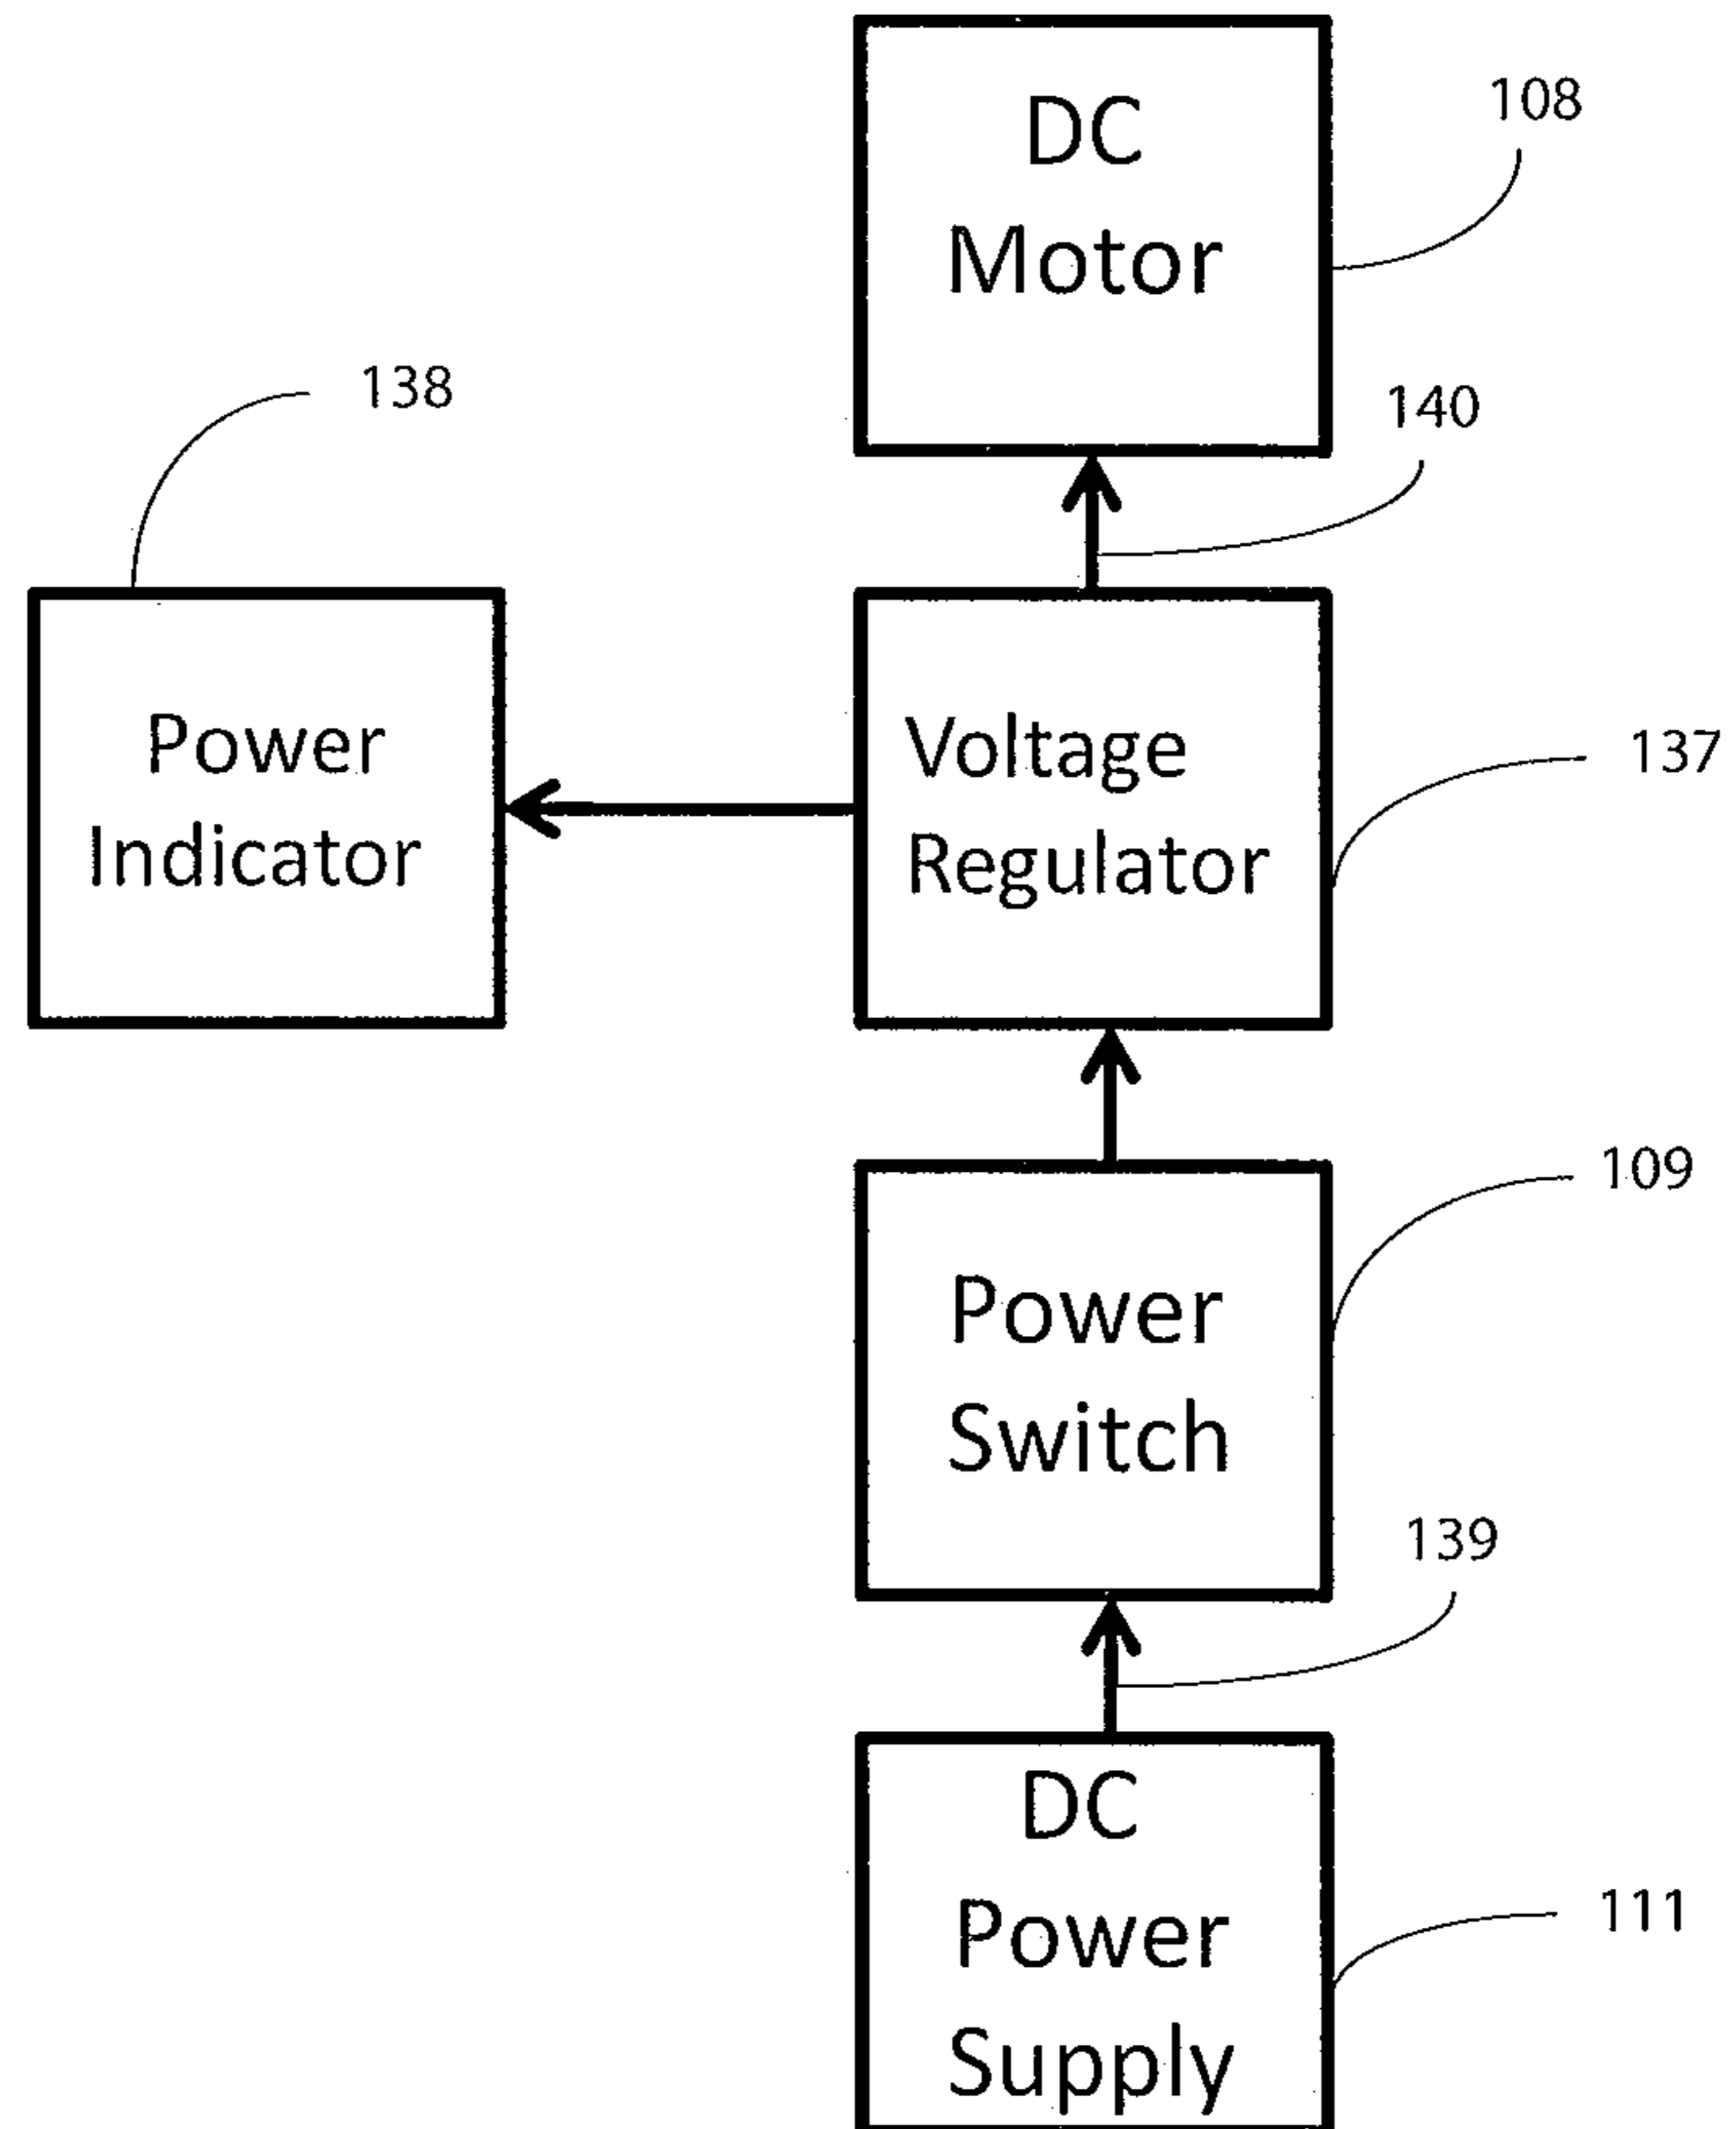 DC
Motor
108
140
138
Power
Indicator
Voltage
Regulator
137
109
Power
Switch
139
DC
Power
Supply
111